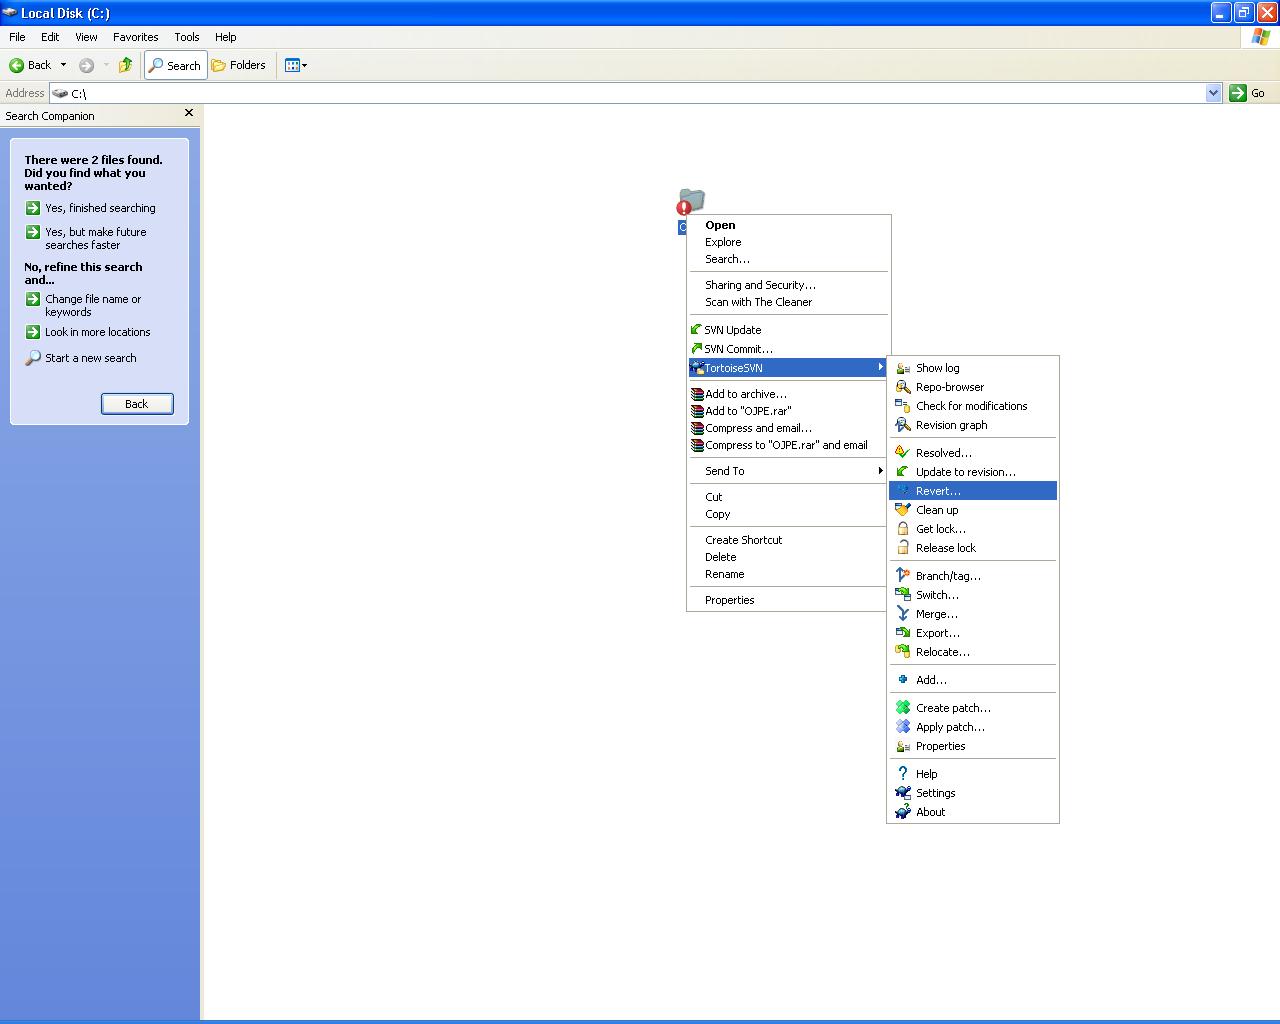 Local Disk (C:)
File Edit View Favorites Tools Help
Back Search Folders
Address C:\ Go
Search Companion
There were 2 files found.
Did you find what you
wanted?
Yes, finished searching
Yes, but make future
searches faster
No, refine this search
and...
Change file name or
keywords
Look in more locations
Start a new search
Back
Open
Explore
Search...
Sharing and Security...
Scan with The Cleaner
SVN Update
SVN Commit...
TortoiseSVN
Add to archive...
Add to "OJPE.rar"
Compress and email...
Compress to "OJPE.rar" and email
Send To
Cut
Copy
Create Shortcut
Delete
Rename
Properties
Show log
Repo-browser
Check for modifications
Revision graph
Resolved...
Update to revision...
Revert...
Clean up
Get lock...
Release lock
Branch/tag...
Switch...
Merge...
Export...
Relocate...
Add...
Create patch...
Apply patch...
Properties
Help
Settings
About